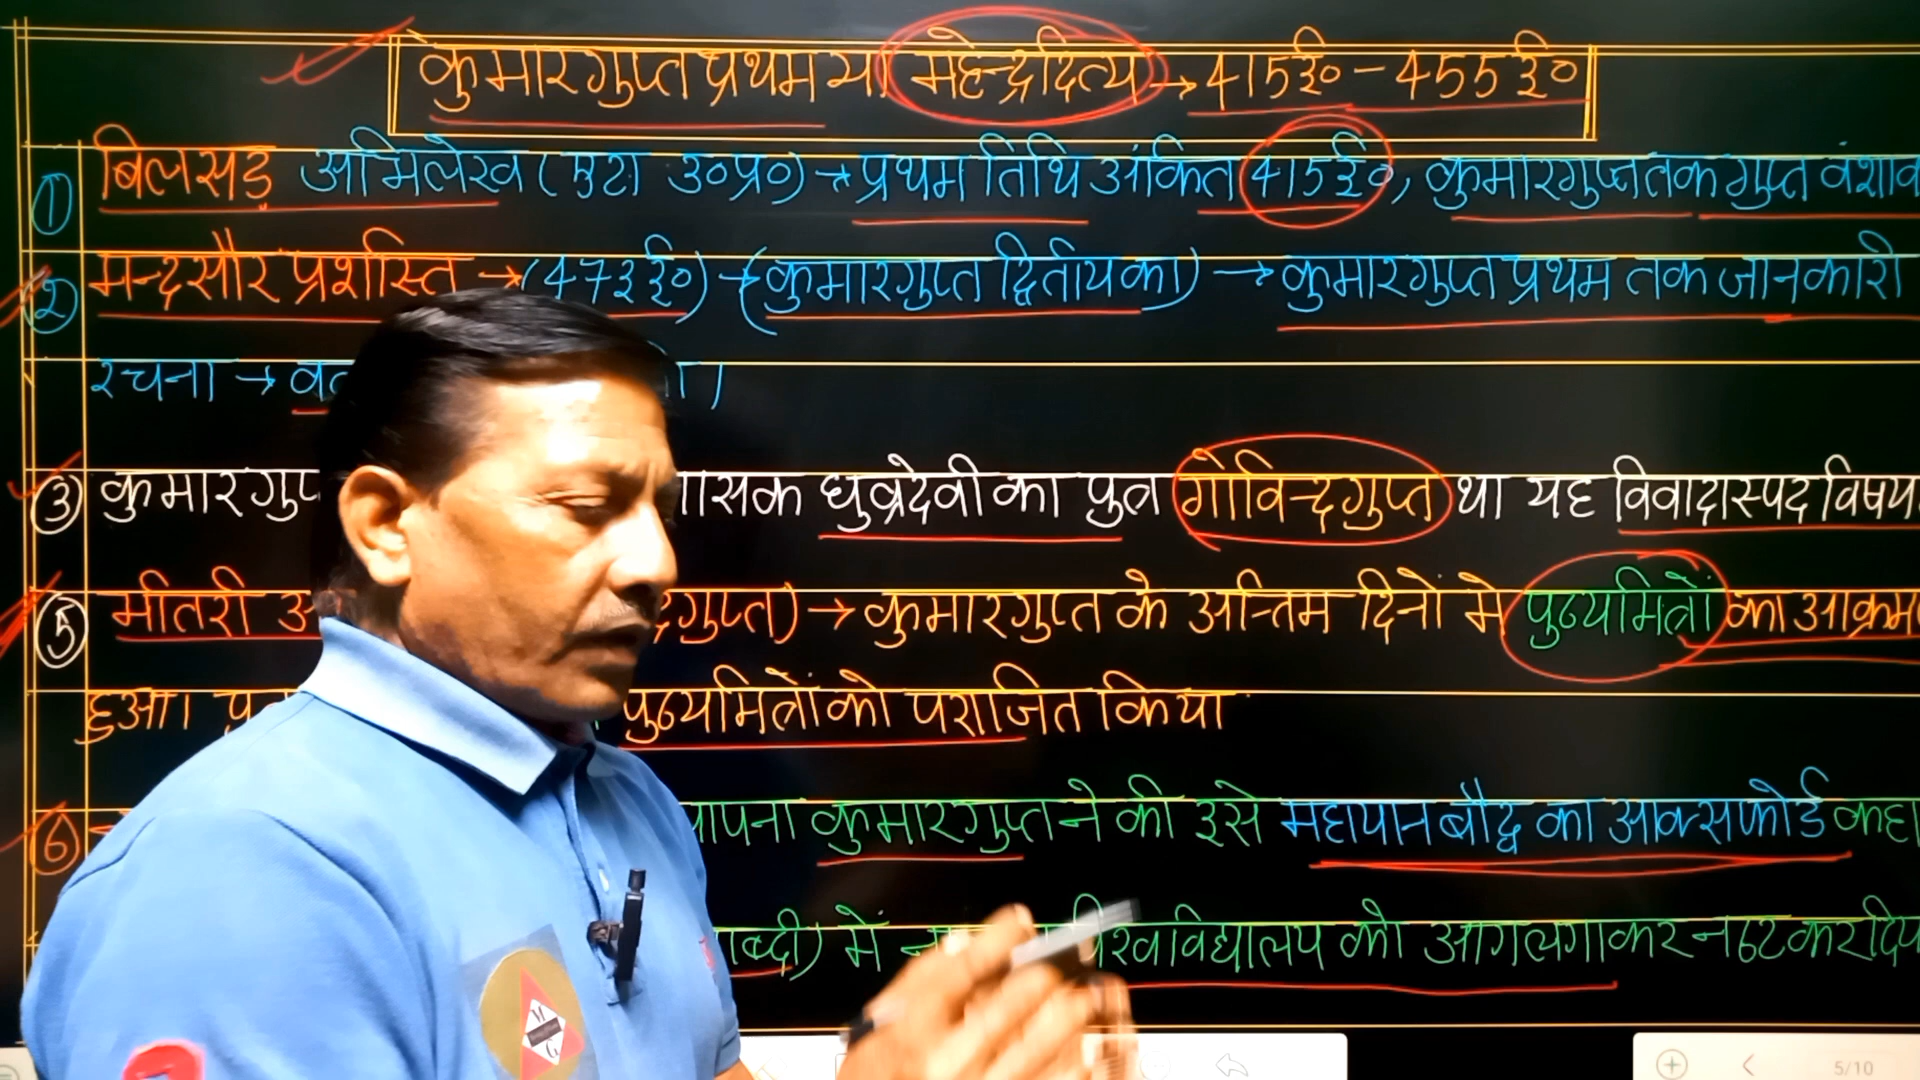 कुमारगुप्त प्रथम या महेन्द्रदित्य → 415ई० - 455ई०
① बिलसड़ अभिलेख (एटा उ०प्र०) → प्रथम तिथि अंकित 415ई०, कुमारगुप्त तक गुप्त वंशाव
② मन्दसौर प्रशस्ति → (473ई०) - (कुमारगुप्त द्वितीय का) → कुमारगुप्त प्रथम तक जानकारी
रचना →
③ कुमारगुप् ासक ध्रुवदेवी का पुत्र गोविन्दगुप्त था यह विवादास्पद विषय
⑤ भीतरी अ दगुप्त) → कुमारगुप्त के अन्तिम दिनों में पुष्यमित्रों का आक्रम
हुआ। पुष्यमित्रों को पराजित किया
⑥ ापना कुमारगुप्त ने की इसे महायान बौद्ध का आक्सफोर्ड कहा
ाब्दी) में विश्वविद्यालय को आग लगाकर नष्ट कर दिय
M
G
5/10